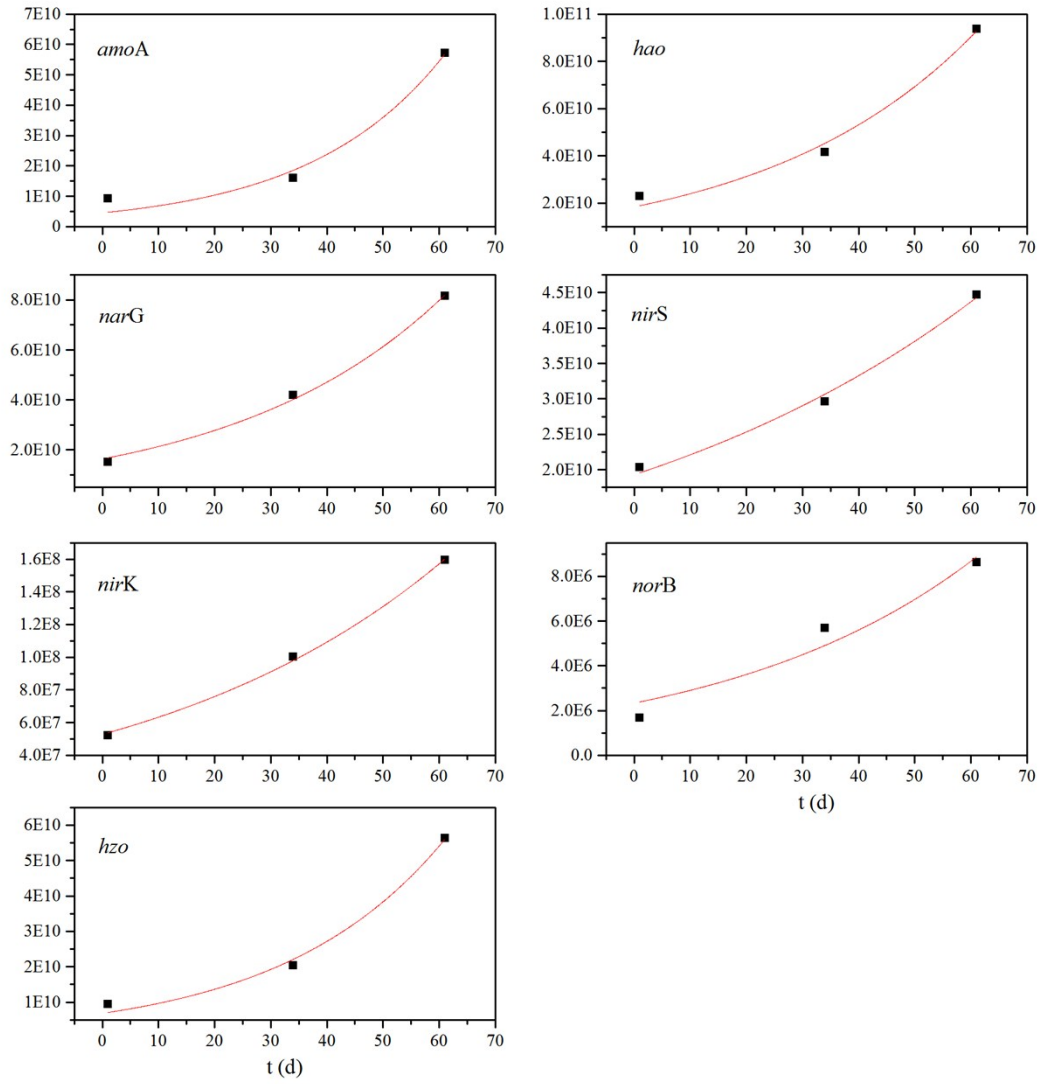 amoA
7E10
6E10
5E10
4E10
3E10
2E10
1E10
0
0 10 20 30 40 50 60 70
hao
1.0E11
8.0E10
6.0E10
4.0E10
2.0E10
0 10 20 30 40 50 60 70
narG
8.0E10
6.0E10
4.0E10
2.0E10
0 10 20 30 40 50 60 70
nirS
4.5E10
4.0E10
3.5E10
3.0E10
2.5E10
2.0E10
0 10 20 30 40 50 60 70
nirK
1.6E8
1.4E8
1.2E8
1.0E8
8.0E7
6.0E7
4.0E7
0 10 20 30 40 50 60 70
norB
8.0E6
6.0E6
4.0E6
2.0E6
0.0
0 10 20 30 40 50 60 70
t (d)
hzo
6E10
5E10
4E10
3E10
2E10
1E10
0 10 20 30 40 50 60 70
t (d)